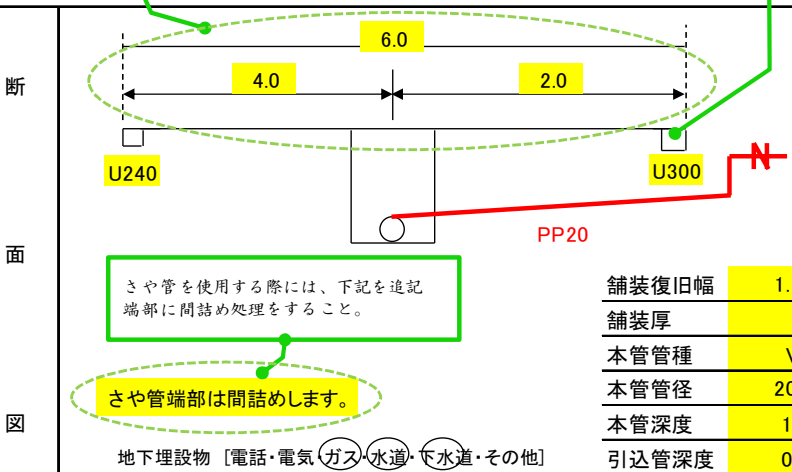 6.0
4.0
2.0
U240
U300
PP20
断
面
図
さや管を使用する際には、下記を追記
端部に間詰め処理をすること。
さや管端部は間詰めします。
地下埋設物 [電話・電気・ガス・水道・下水道・その他]
舗装復旧幅 1.
舗装厚
本管管種
本管管径 20
本管深度 1
引込管深度 0